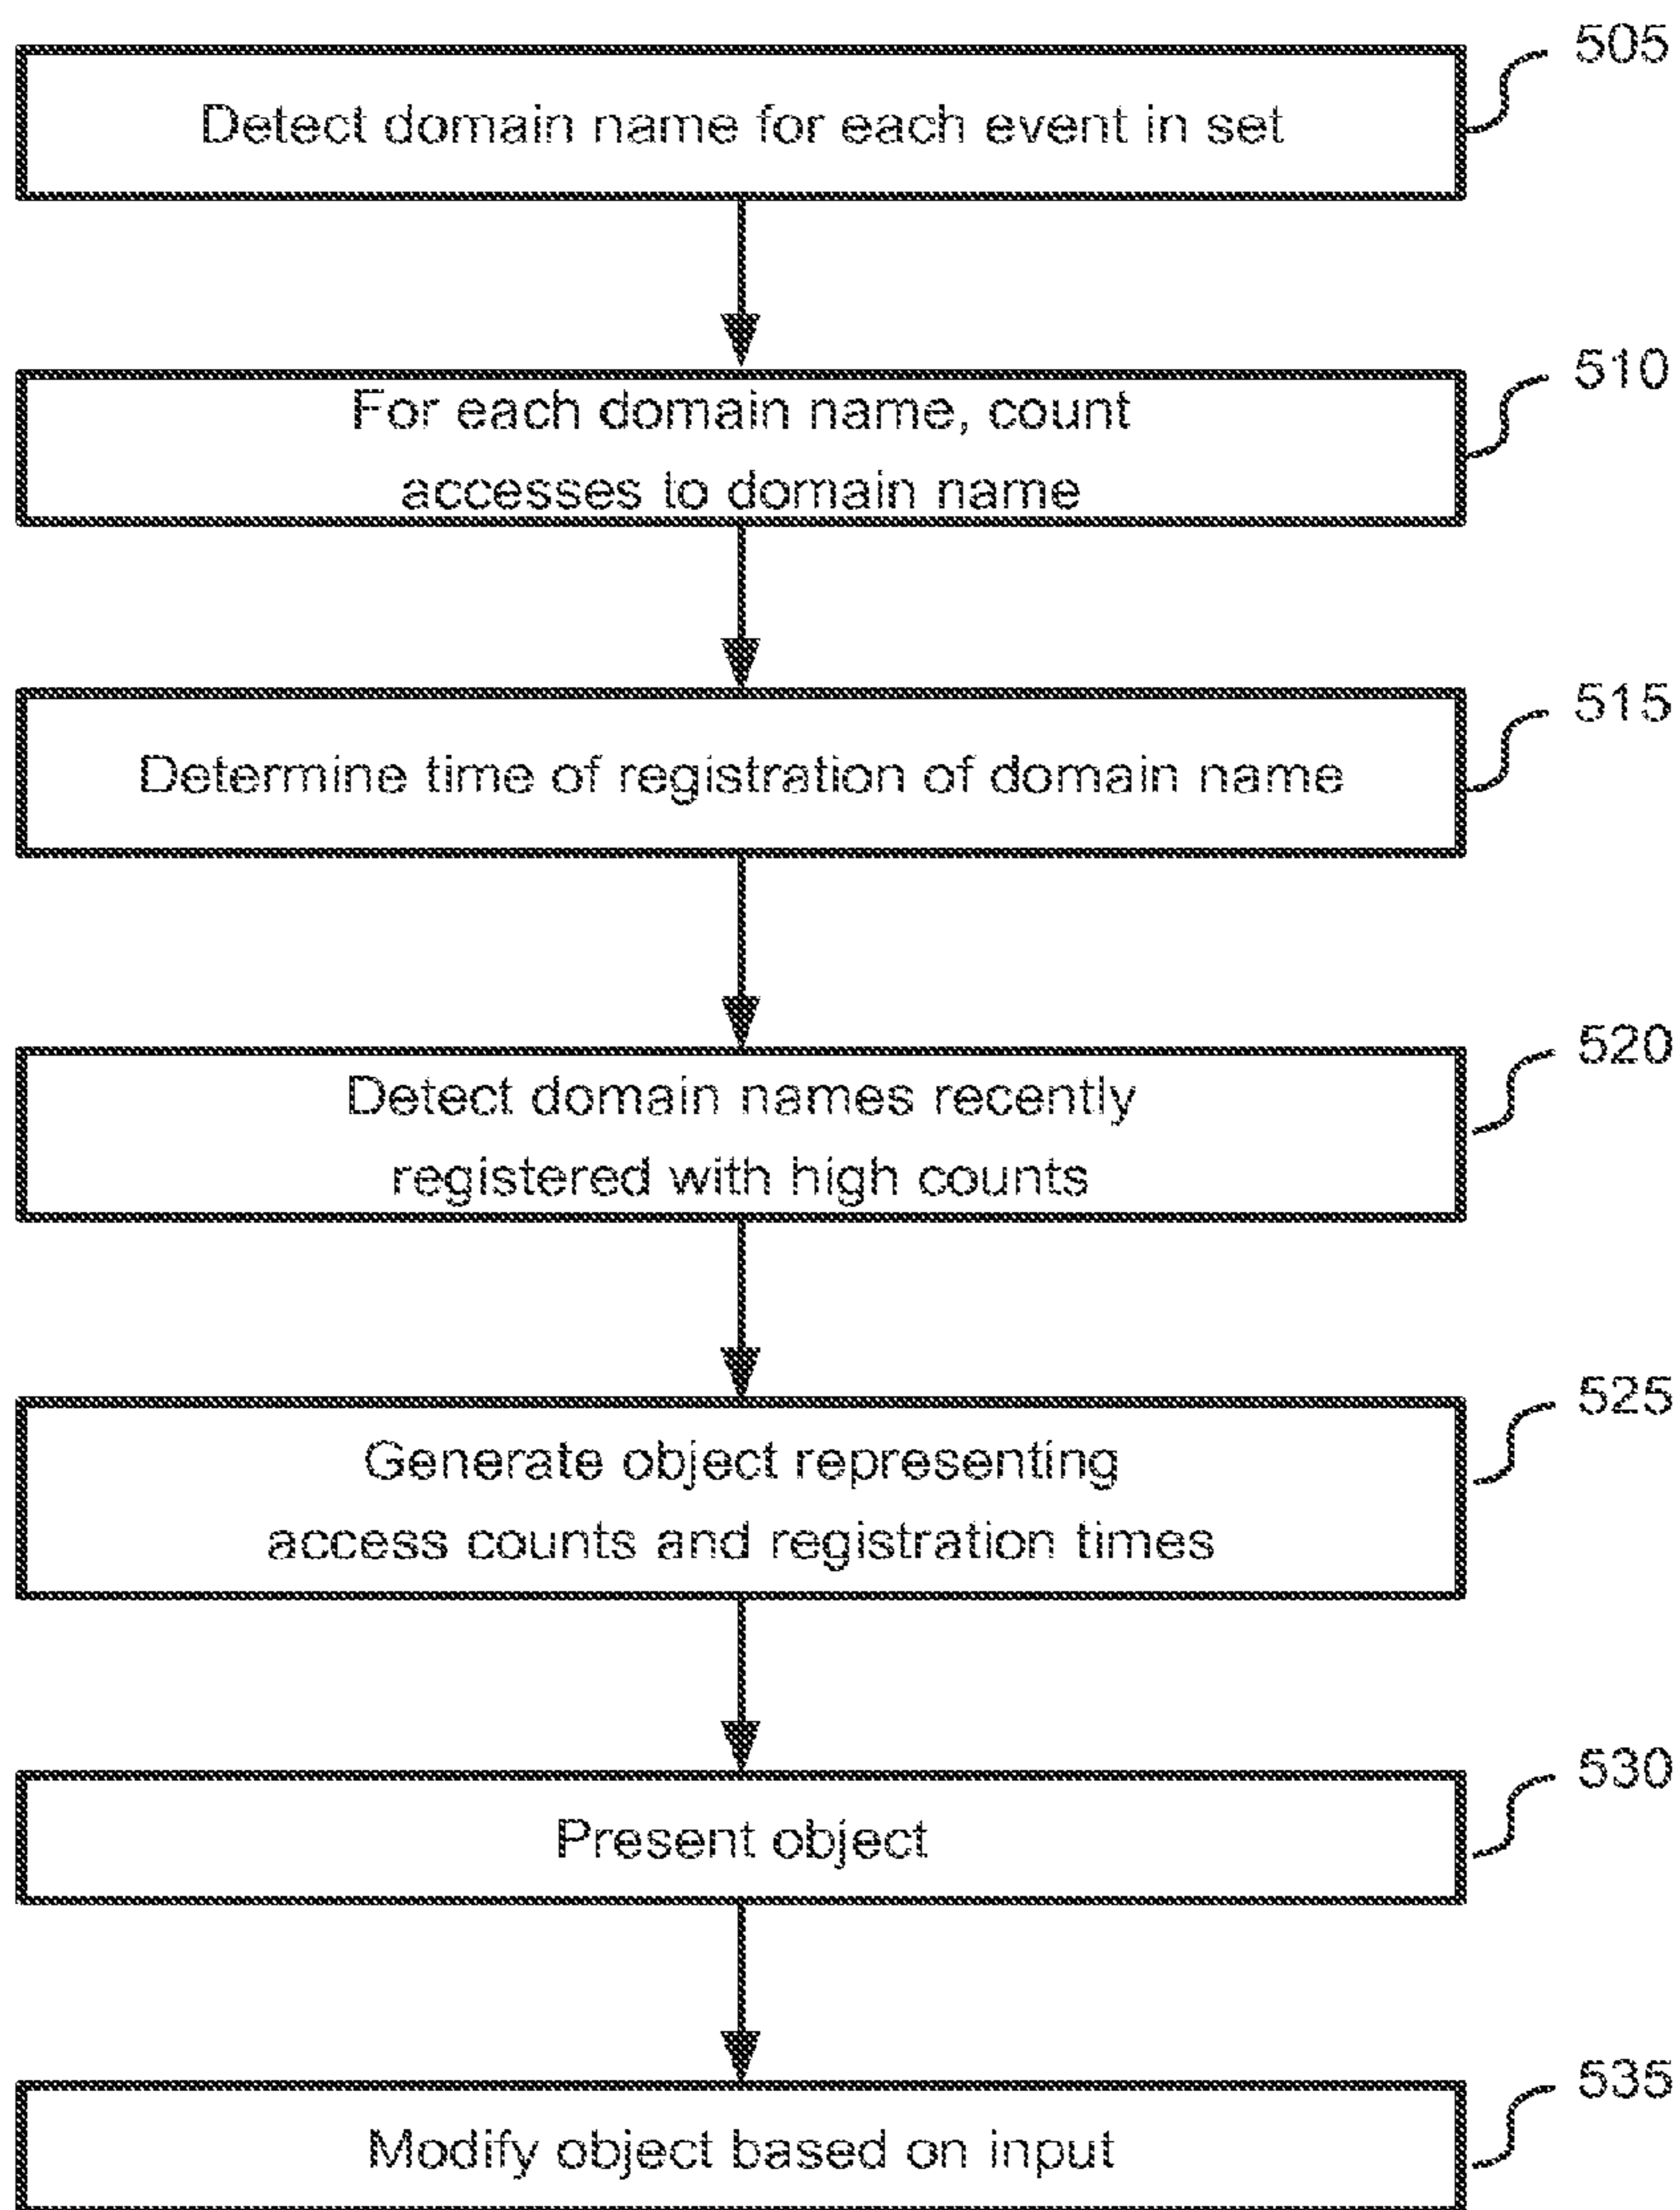 505
Detect domain name for each event in set
510
For each domain name, count
accesses to domain name
515
Determine time of registration of domain name
520
Detect domain names recently
registered with high counts
525
Generate object representing
access counts and registration times
530
Present object
535
Modify object based on input